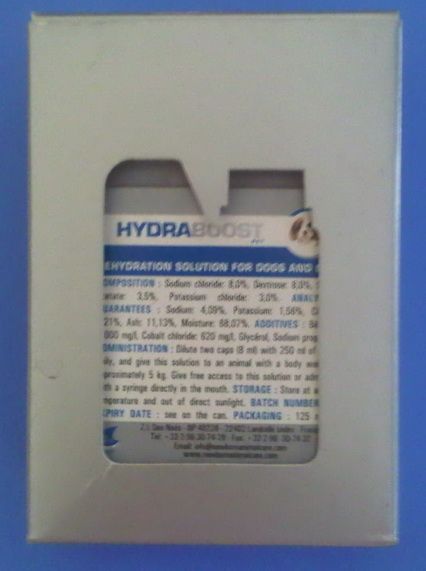 HYDRABOOST
EHYDRATION SOLUTION FOR DOGS AND
OMPOSITION : Sodium chloride: 8,0%, Dextrose: 8,0%, S
3,5%, Potassium chloride: 3,0%. ANALY
UARANTEES : Sodium: 4,09%, Potassium: 1,56%, C
21%, Ash: 11,13%, Moisture: 68,07%. ADDITIVES :
000 mg/l, Cobalt chloride: 620 mg/l, Glycérol, Sodium prop
DMINISTRATION : Dilute two caps (8 ml) with 250 ml of
ly, and give this solution to an animal with a body we
proximately 5 kg. Give free access to this solution or adm
th a syringe directly in the mouth. STORAGE : Store at
mperature and out of direct sunlight. BATCH NUMBER
PIRY DATE : see on the can. PACKAGING : 125